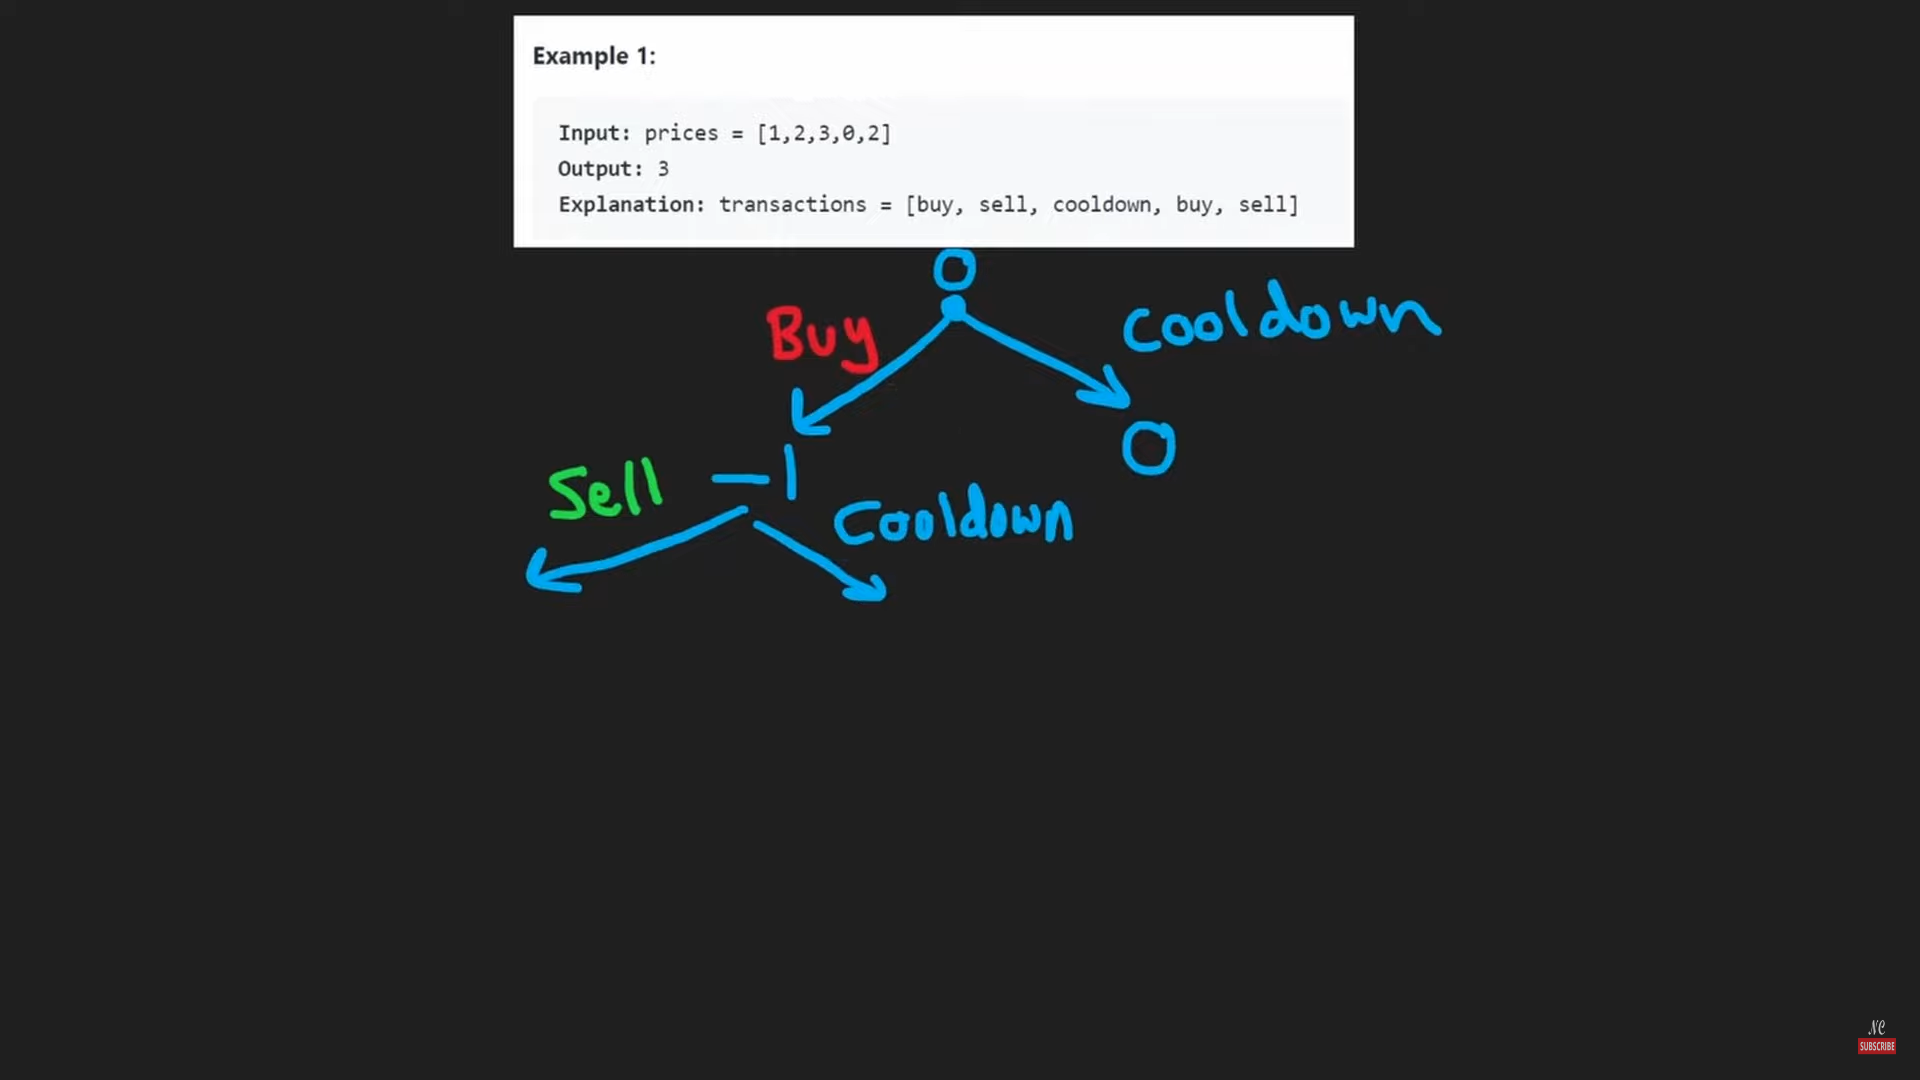 Example 1:
Input: prices = [1,2,3,0,2]
Output: 3
Explanation: transactions = [buy, sell, cooldown, buy, sell]
0
Buy
Cooldown
0
Sell
-1
Cooldown
NC
SUBSCRIBE